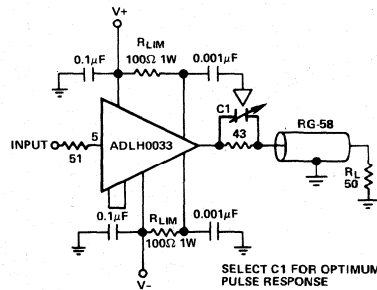 V+
0.1μF
RLIM
100Ω 1W
0.001μF
C1
43
RG-58
INPUT
51
5
ADLH0033
RL
50
0.1μF
RLIM
100Ω 1W
0.001μF
V−
SELECT C1 FOR OPTIMUM
PULSE RESPONSE